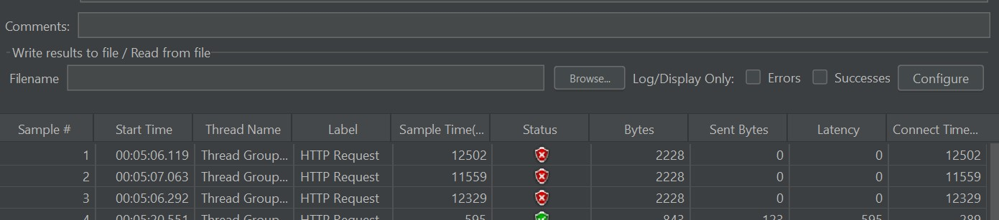 Comments:
Write results to file / Read from file
Filename Browse... Log/Display Only: Errors Successes Configure
Sample # Start Time Thread Name Label Sample Time(... Status Bytes Sent Bytes Latency Connect Time...
1 00:05:06.119 Thread Group... HTTP Request 12502 2228 0 0 12502
2 00:05:07.063 Thread Group... HTTP Request 11559 2228 0 0 11559
3 00:05:06.292 Thread Group... HTTP Request 12329 2228 0 0 12329
4 00:05:20.551 Thread Group... HTTP Request 595 843 123 595 289